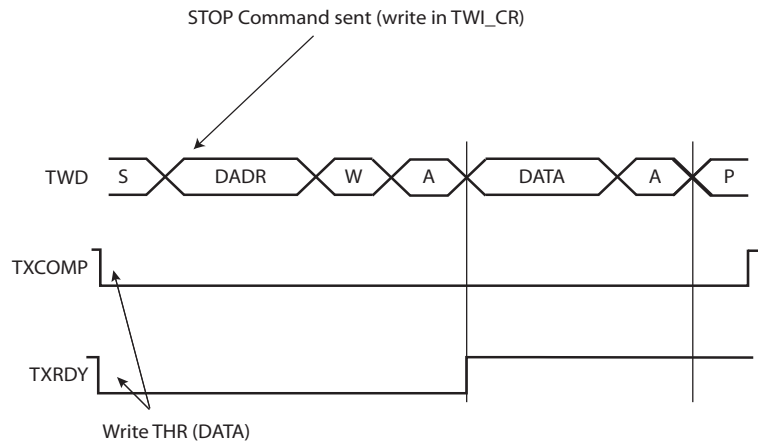 STOP Command sent (write in TWI_CR)
TWD S DADR W A DATA A P
TXCOMP
TXRDY
Write THR (DATA)